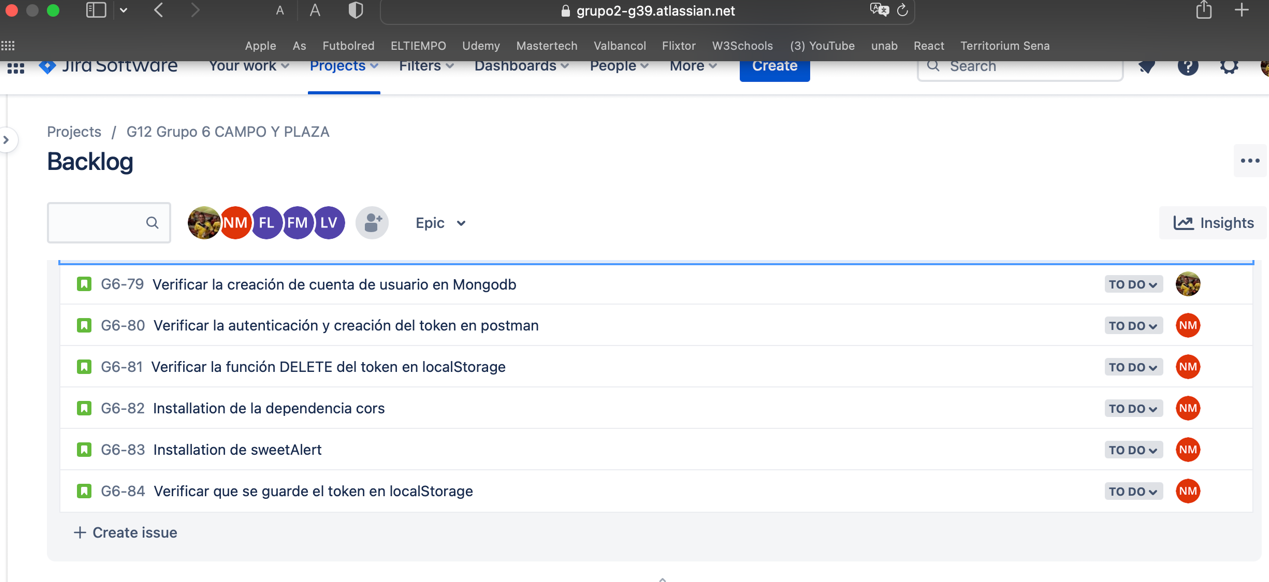 A A grupo2-g39.atlassian.net
Apple As Futbolred ELTIEMPO Udemy Mastertech Valbancol Flixtor W3Schools (3) YouTube unab React Territorium Sena
Jira Software Your work Projects Filters Dashboards People More Create Search
Projects / G12 Grupo 6 CAMPO Y PLAZA
Backlog
NM FL FM LV Epic Insights
G6-79 Verificar la creación de cuenta de usuario en Mongodb TO DO
G6-80 Verificar la autenticación y creación del token en postman TO DO NM
G6-81 Verificar la función DELETE del token en localStorage TO DO NM
G6-82 Installation de la dependencia cors TO DO NM
G6-83 Installation de sweetAlert TO DO NM
G6-84 Verificar que se guarde el token en localStorage TO DO NM
+ Create issue